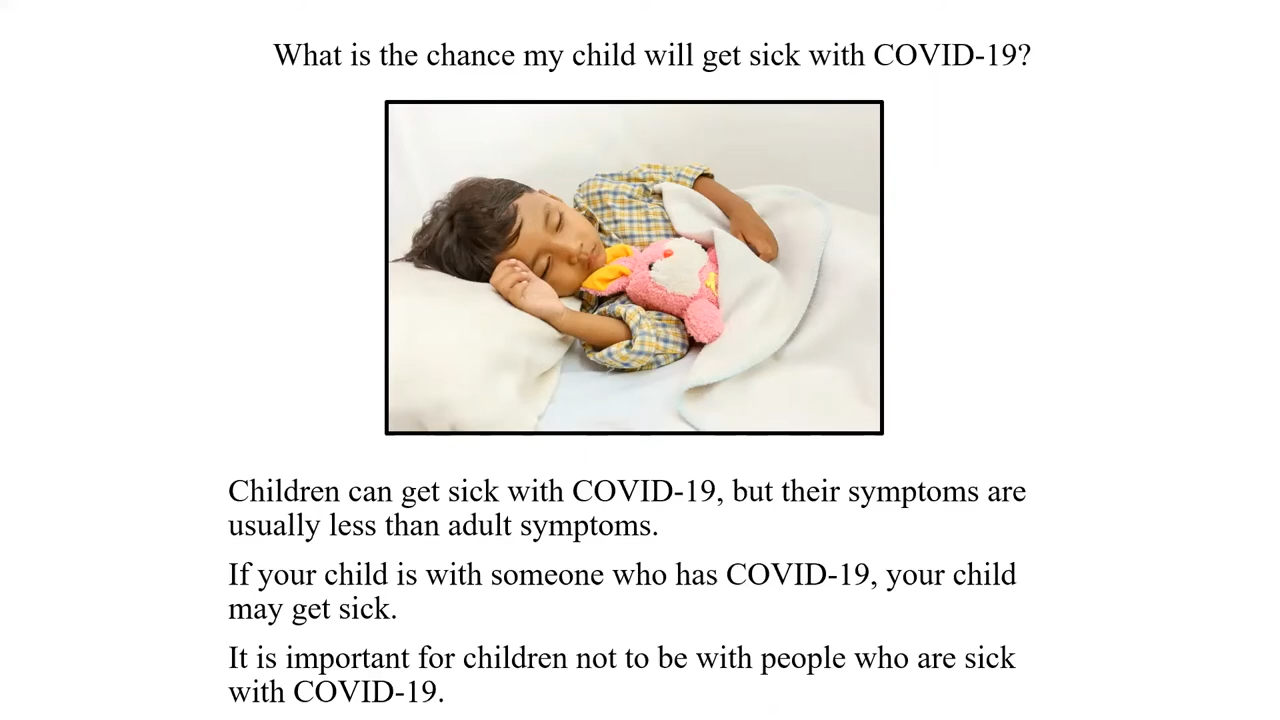 What is the chance my child will get sick with COVID-19?
Children can get sick with COVID-19, but their symptoms are
usually less than adult symptoms.
If your child is with someone who has COVID-19, your child
may get sick.
It is important for children not to be with people who are sick
with COVID-19.